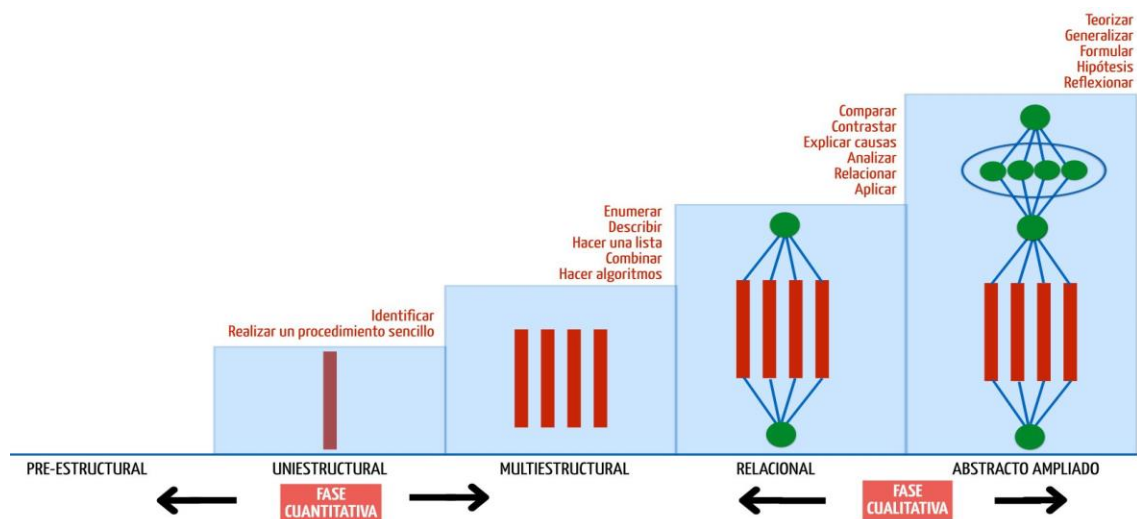 Teorizar
Generalizar
Formular
Hipótesis
Reflexionar
Comparar
Contrastar
Explicar causas
Analizar
Relacionar
Aplicar
Enumerar
Describir
Hacer una lista
Combinar
Hacer algoritmos
Identificar
Realizar un procedimiento sencillo
PRE-ESTRUCTURAL
UNIESTRUCTURAL
MULTIESTRUCTURAL
RELACIONAL
ABSTRACTO AMPLIADO
FASE
CUANTITATIVA
FASE
CUALITATIVA